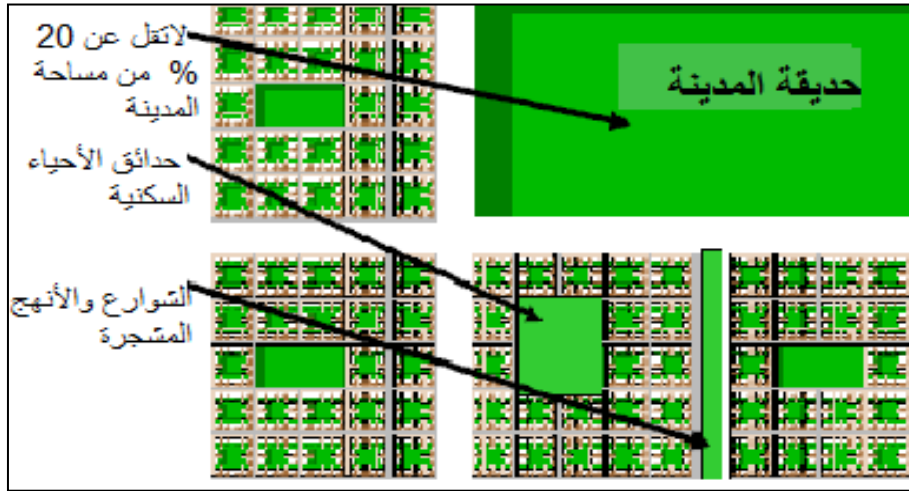 لاتقل عن 20
% من مساحة
المدينة
حديقة المدينة
حدائق الأحياء
السكنية
الشوارع والأنهج
المشجرة